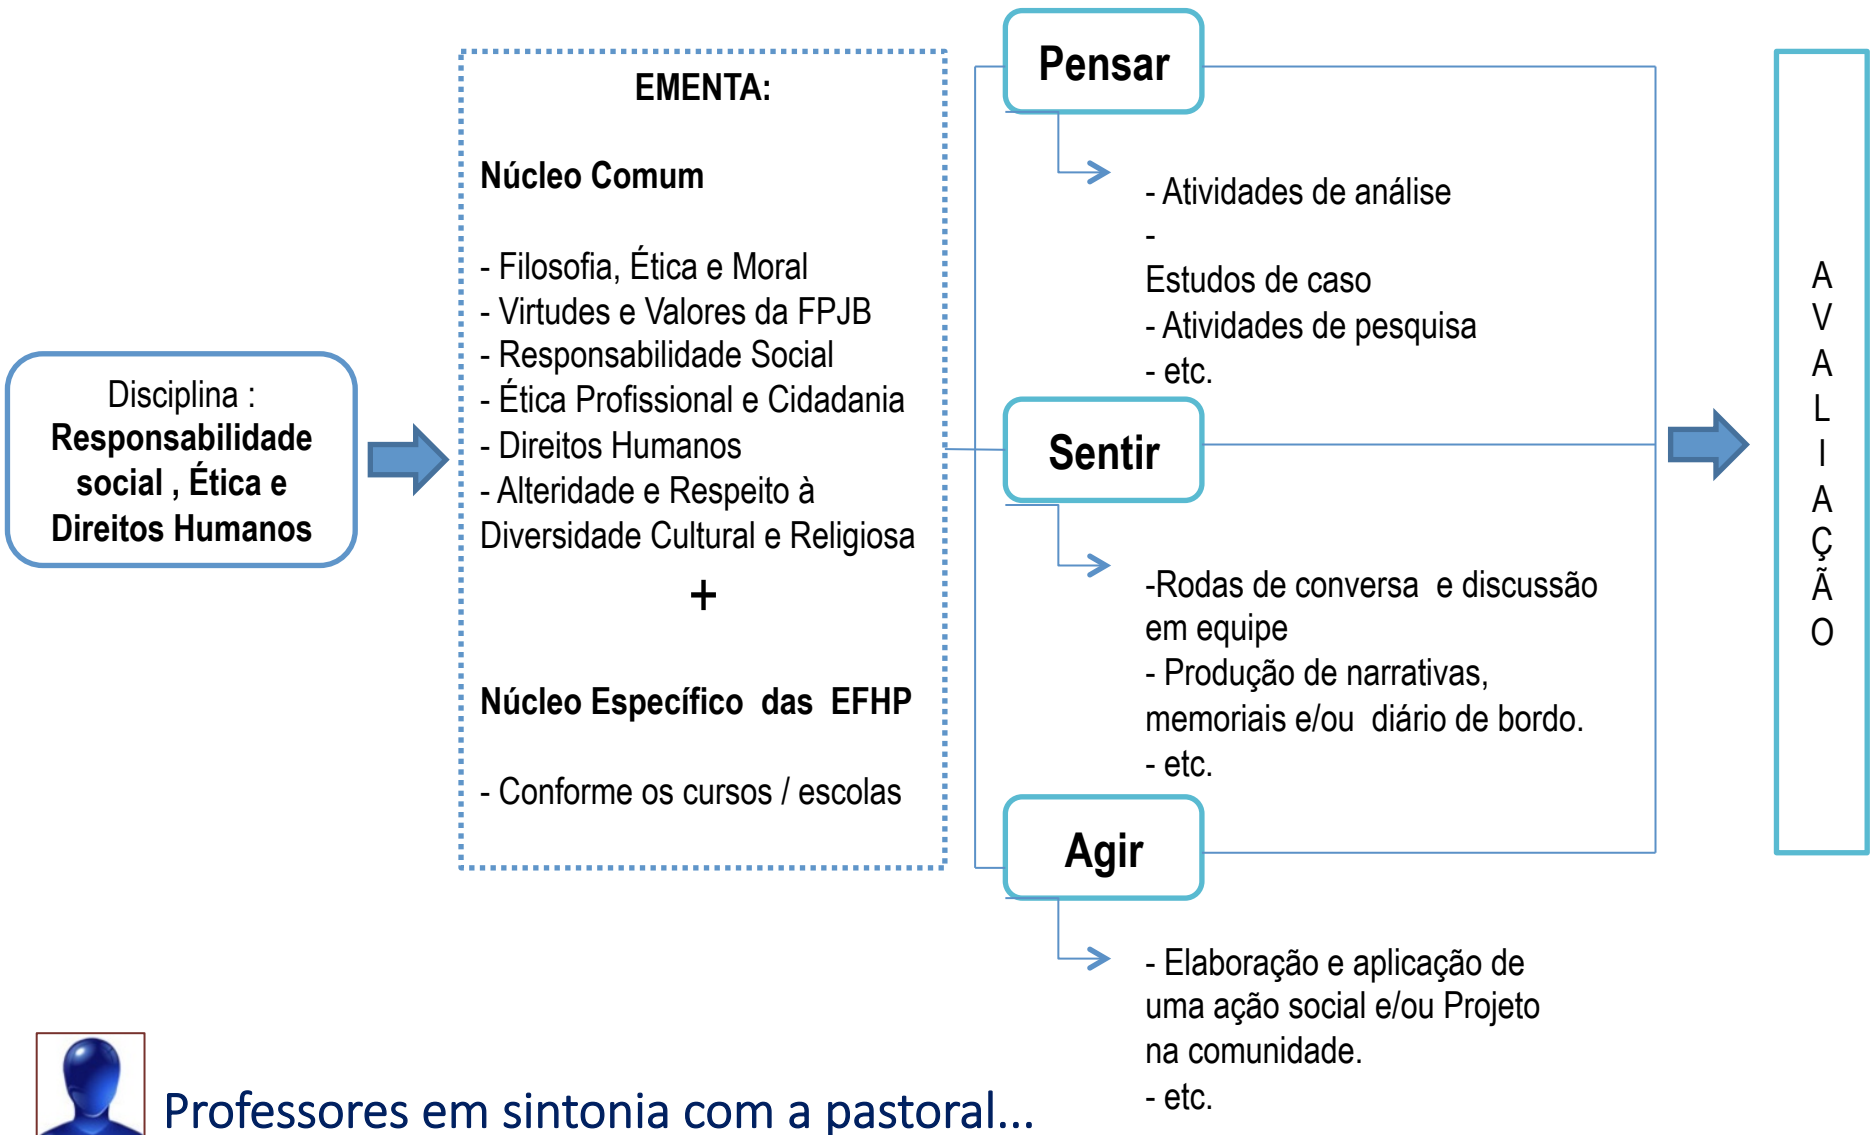 Disciplina :
Responsabilidade
social , Ética e
Direitos Humanos
EMENTA:
Núcleo Comum
- Filosofia, Ética e Moral
- Virtudes e Valores da FPJB
- Responsabilidade Social
- Ética Profissional e Cidadania
- Direitos Humanos
- Alteridade e Respeito à
Diversidade Cultural e Religiosa
+
Núcleo Específico das EFHP
- Conforme os cursos / escolas
Pensar
- Atividades de análise
-
Estudos de caso
- Atividades de pesquisa
- etc.
Sentir
-Rodas de conversa e discussão
em equipe
- Produção de narrativas,
memoriais e/ou diário de bordo.
- etc.
Agir
- Elaboração e aplicação de
uma ação social e/ou Projeto
na comunidade.
- etc.
A
V
A
L
I
A
Ç
Ã
O
Professores em sintonia com a pastoral...